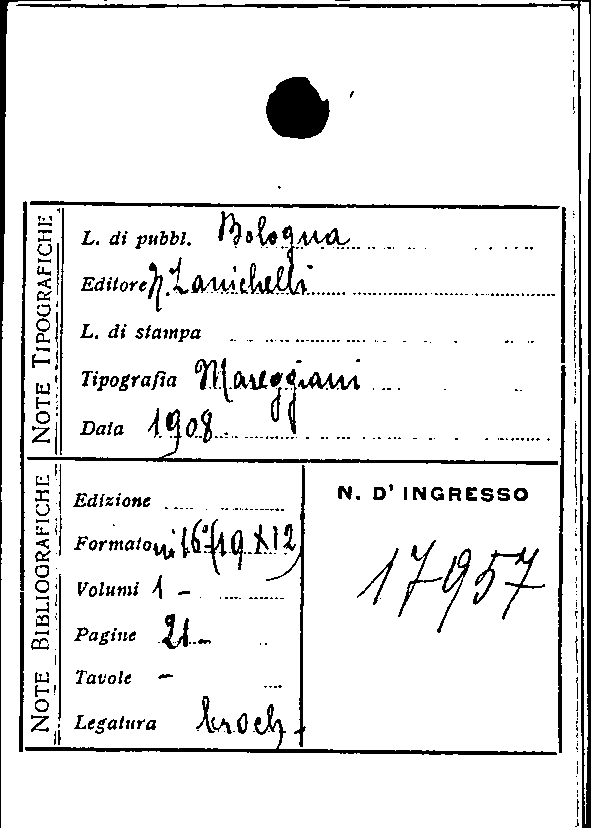 NOTE TIPOGRAFICHE
L. di pubbl. Bologna
Editore N. Zanichelli
L. di stampa
Tipografia Mareggiani
Data 1908
NOTE BIBLIOGRAFICHE
Edizione
Formato in 16° (19 X 12)
Volumi 1 -
Pagine 21 -
Tavole -
Legatura broch.
N. D' INGRESSO
17957